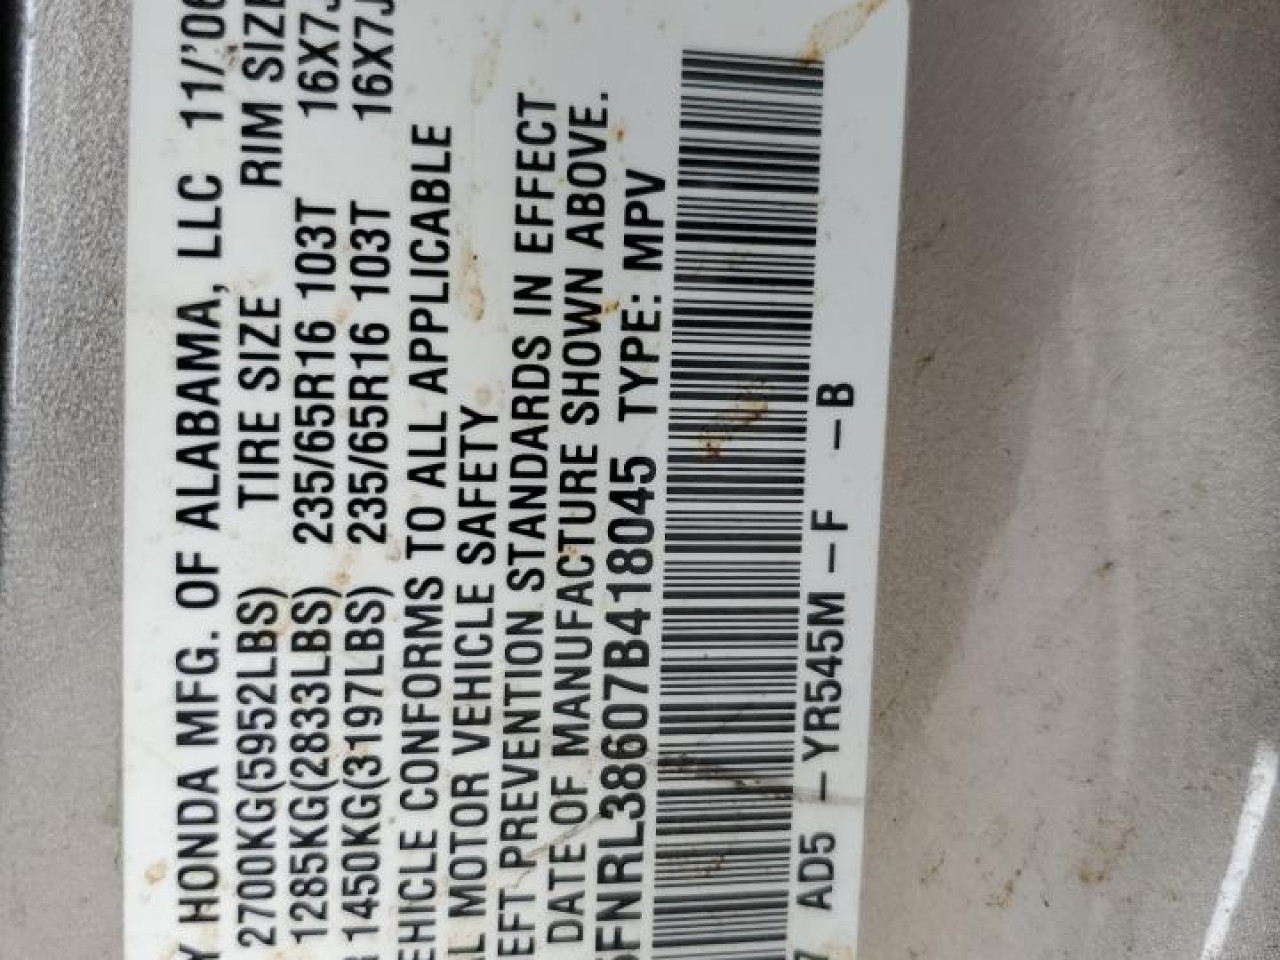 Y HONDA MFG. OF ALABAMA, LLC 11/'06
2700KG(5952LBS) TIRE SIZE RIM SIZE
1285KG(2833LBS) 235/65R16 103T 16X7J
R 1450KG(3197LBS) 235/65R16 103T 16X7J
EHICLE CONFORMS TO ALL APPLICABLE
L MOTOR VEHICLE SAFETY
EFT PREVENTION STANDARDS IN EFFECT
DATE OF MANUFACTURE SHOWN ABOVE.
5FNRL38607B418045 TYPE: MPV
7 AD5 -YR545M-F -B